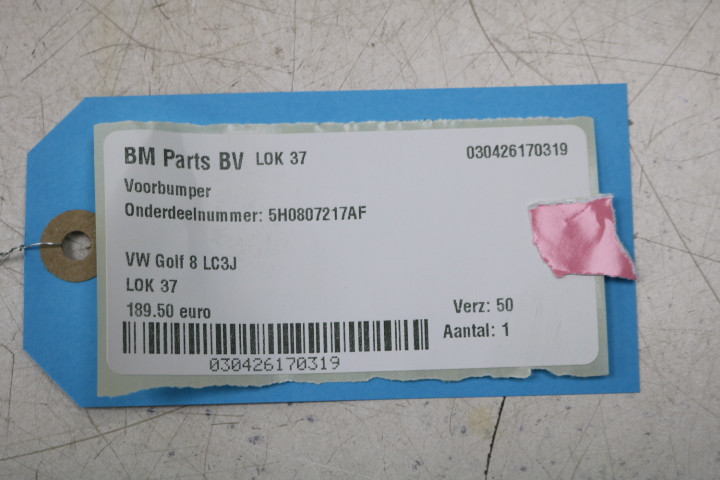 BM Parts BV LOK 37 030426170319
Voorbumper
Onderdeelnummer: 5H0807217AF
VW Golf 8 LC3J
LOK 37
189.50 euro Verz: 50
Aantal: 1
030426170319